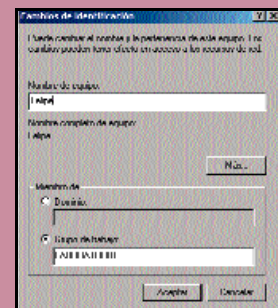 Cambios de identificación
Puede cambiar el nombre y la pertenencia de este equipo. Los
cambios pueden tener efecto en acceso a los recursos de red.
Nombre de equipo:
Felipe
Nombre completo de equipo:
Felipe
Más...
Miembro de
Dominio:
Grupo de trabajo:
Aceptar
Cancelar